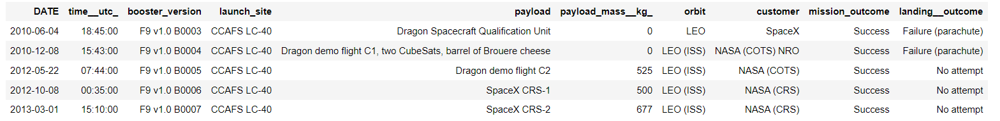 DATE time__utc_ booster_version launch_site payload payload_mass__kg_ orbit customer mission_outcome landing__outcome
2010-06-04 18:45:00 F9 v1.0 B0003 CCAFS LC-40 Dragon Spacecraft Qualification Unit 0 LEO SpaceX Success Failure (parachute)
2010-12-08 15:43:00 F9 v1.0 B0004 CCAFS LC-40 Dragon demo flight C1, two CubeSats, barrel of Brouere cheese 0 LEO (ISS) NASA (COTS) NRO Success Failure (parachute)
2012-05-22 07:44:00 F9 v1.0 B0005 CCAFS LC-40 Dragon demo flight C2 525 LEO (ISS) NASA (COTS) Success No attempt
2012-10-08 00:35:00 F9 v1.0 B0006 CCAFS LC-40 SpaceX CRS-1 500 LEO (ISS) NASA (CRS) Success No attempt
2013-03-01 15:10:00 F9 v1.0 B0007 CCAFS LC-40 SpaceX CRS-2 677 LEO (ISS) NASA (CRS) Success No attempt